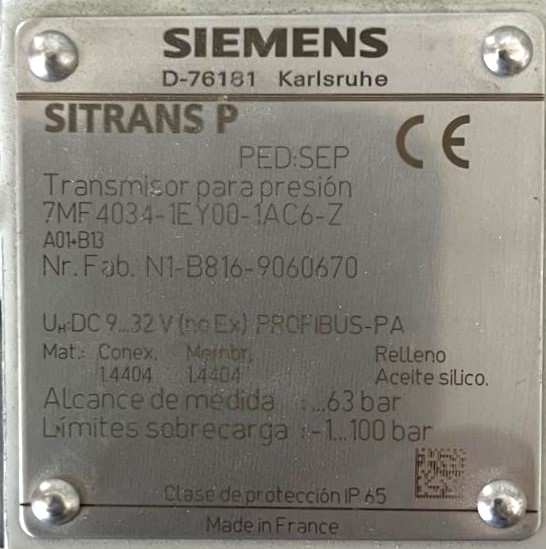 SIEMENS
D-76181 Karlsruhe
SITRANS P
CE
PED:SEP
Transmisor para presión
7MF4034-1EY00-1AC6-Z
A01+B13
Nr. Fab. N1-B816-9060670
UH:DC 9...32 V (no Ex) PROFIBUS-PA
Mat.: Conex. Membr. Relleno
1.4404 1.4404 Aceite silico.
Alcance de medida :...63 bar
Límites sobrecarga :-1...100 bar
Clase de protección IP 65
Made in France